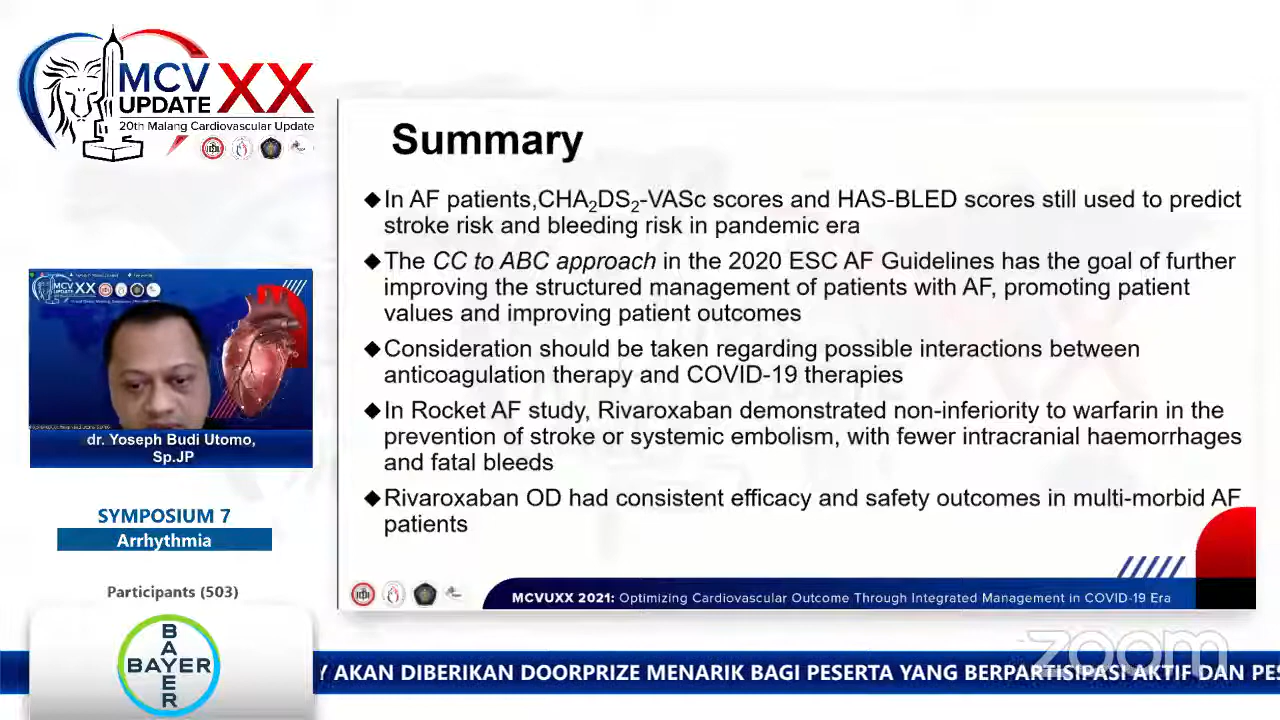 MCV
UPDATE
XX
20th Malang Cardiovascular Update
Summary
◆In AF patients,CHA₂DS₂-VASc scores and HAS-BLED scores still used to predict
stroke risk and bleeding risk in pandemic era
◆The CC to ABC approach in the 2020 ESC AF Guidelines has the goal of further
improving the structured management of patients with AF, promoting patient
values and improving patient outcomes
◆Consideration should be taken regarding possible interactions between
anticoagulation therapy and COVID-19 therapies
◆In Rocket AF study, Rivaroxaban demonstrated non-inferiority to warfarin in the
prevention of stroke or systemic embolism, with fewer intracranial haemorrhages
and fatal bleeds
◆Rivaroxaban OD had consistent efficacy and safety outcomes in multi-morbid AF
patients
MCVUXX 2021: Optimizing Cardiovascular Outcome Through Integrated Management in COVID-19 Era
MCV
UPDATE
XX
dr. Yoseph Budi Utomo,
Sp.JP
SYMPOSIUM 7
Arrhythmia
Participants (503)
BAYER
BAYER
zoom
Y AKAN DIBERIKAN DOORPRIZE MENARIK BAGI PESERTA YANG BERPARTISIPASI AKTIF DAN PES